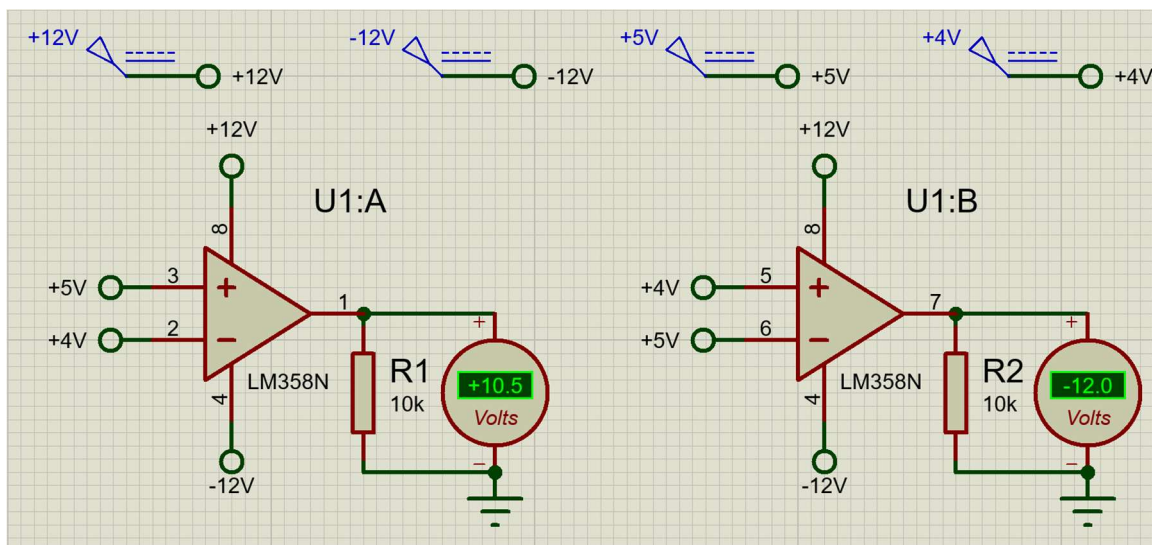 +12V
-12V
+5V
+4V
+12V
-12V
+5V
+4V
+12V
+12V
U1:A
U1:B
8
8
+5V
3
+
+4V
2
−
1
+4V
5
+
+5V
6
−
7
+
+
LM358N
R1
10k
+10.5
Volts
LM358N
R2
10k
-12.0
Volts
4
4
−
−
-12V
-12V